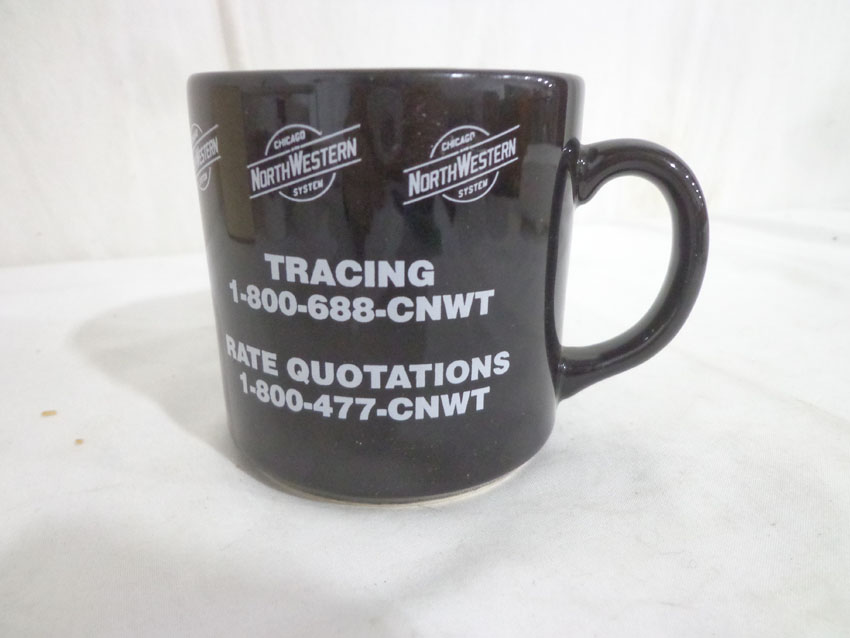 CHICAGO
NORTHWESTERN
SYSTEM
CHICAGO
NORTHWESTERN
SYSTEM
TRACING
1-800-688-CNWT
RATE QUOTATIONS
1-800-477-CNWT